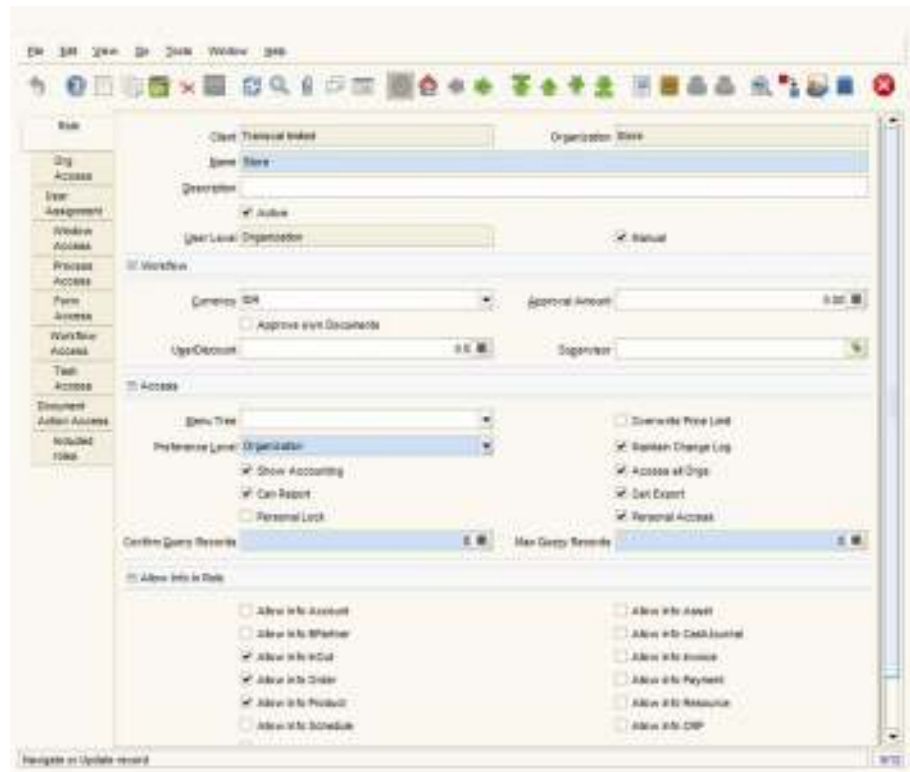 File Edit View Go Tools Window Help
Role
Org Access
User Assignment
Window Access
Process Access
Form Access
Workflow Access
Task Access
Document Action Access
Included roles
Client
Organization Store
Name Store
Description
Active
User Level Organization
Manual
Workflow
Currency IDR
Approval Amount
Approve own Documents
UserDiscount
Supervisor
Access
Menu Tree
Overwrite Price Limit
Preference Level Organization
Maintain Change Log
Show Accounting
Access all Orgs
Can Report
Can Export
Personal Lock
Personal Access
Confirm Query Records 0
Max Query Records 0
Allow Info in Role
Allow Info Account
Allow Info Asset
Allow Info BPartner
Allow Info CashJournal
Allow Info InOut
Allow Info Invoice
Allow Info Order
Allow Info Payment
Allow Info Product
Allow Info Resource
Allow Info Schedule
Allow Info CRP
Navigate or Update record